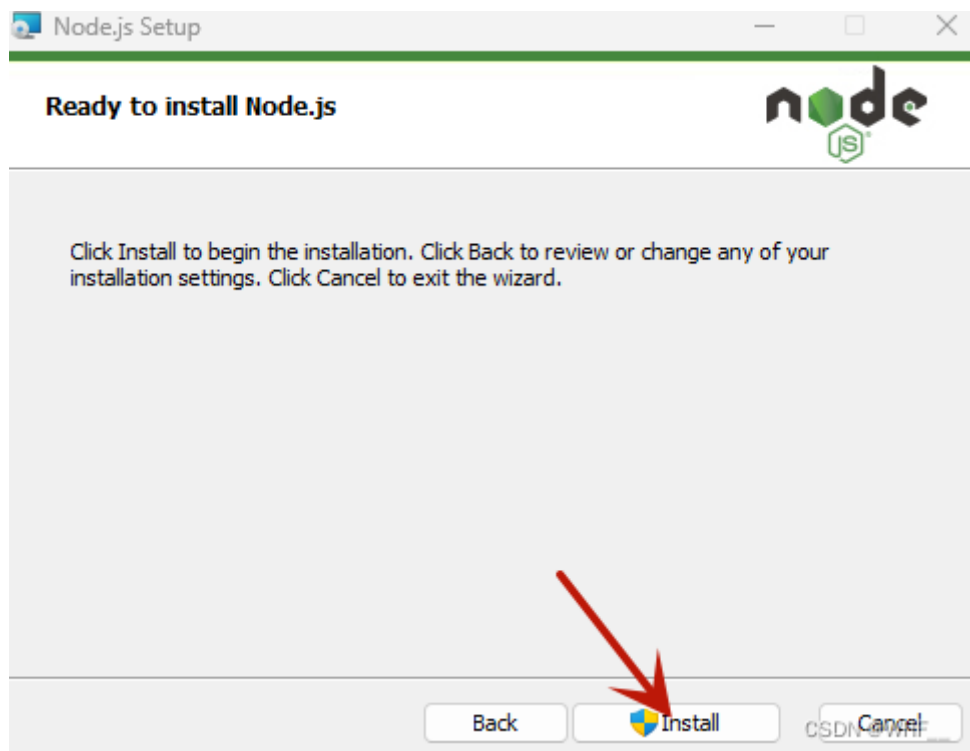 Node.js Setup
Ready to install Node.js
node
JS
Click Install to begin the installation. Click Back to review or change any of your
installation settings. Click Cancel to exit the wizard.
Back
Install
Cancel